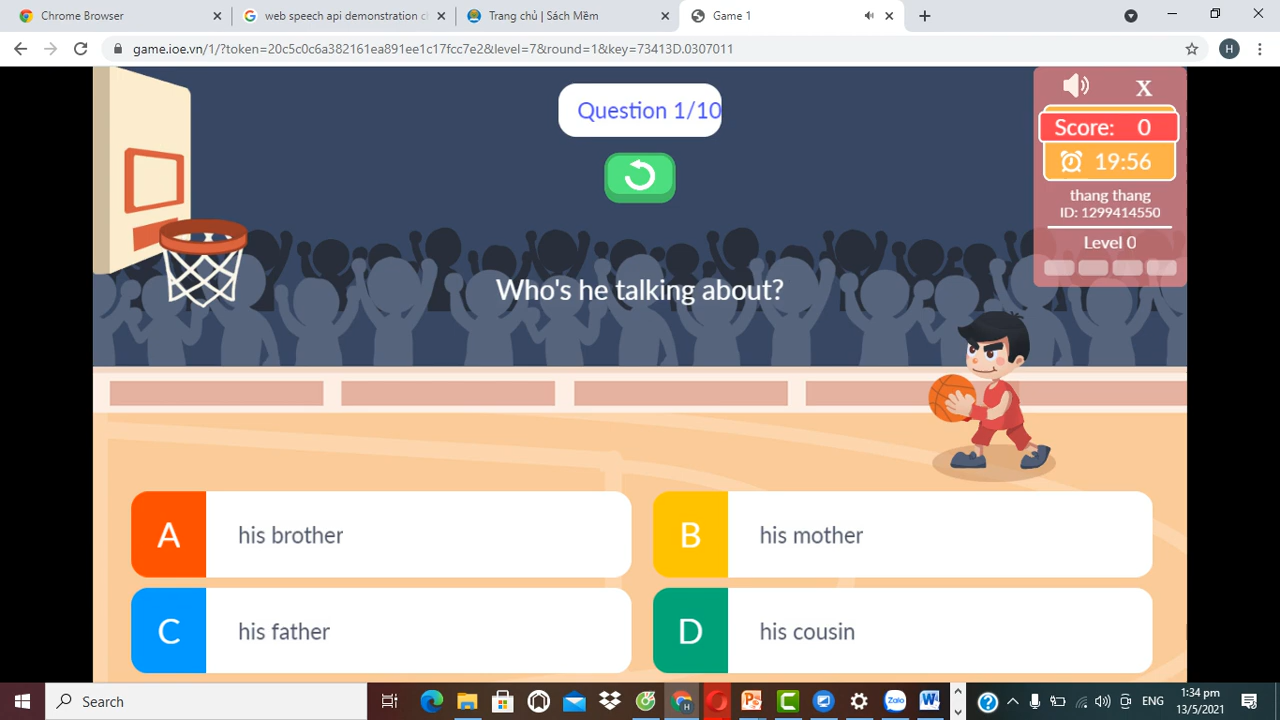 Chrome Browser
web speech api demonstration c
Trang chủ | Sách Mềm
Game 1
game.ioe.vn/1/?token=20c5c0c6a382161ea891ee1c17fcc7e2&level=7&round=1&key=73413D.0307011
H
Question 1/10
X
Score: 0
19:56
thang thang
ID: 1299414550
Level 0
Who's he talking about?
A his brother
B his mother
C his father
D his cousin
Search
ENG
1:34 pm
13/5/2021